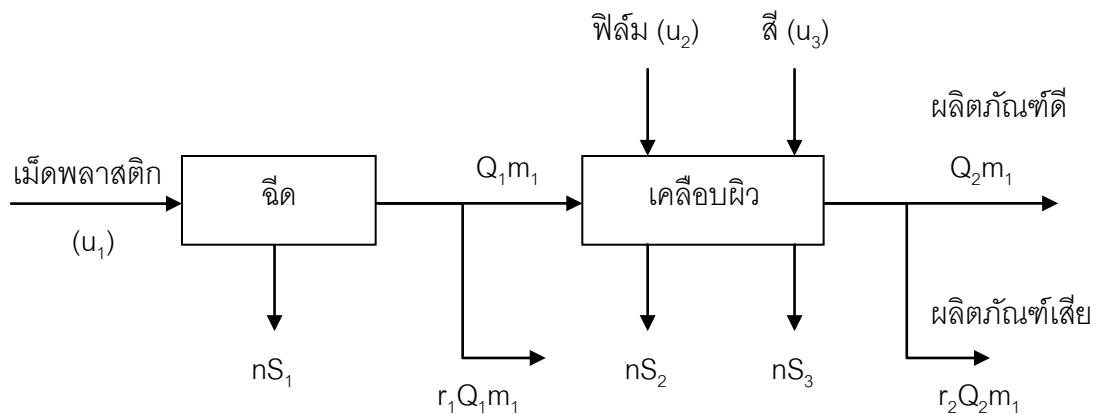 ฟิล์ม (u₂)
สี (u₃)
ผลิตภัณฑ์ดี
เม็ดพลาสติก
(u₁)
ฉีด
Q₁m₁
เคลือบผิว
Q₂m₁
ผลิตภัณฑ์เสีย
nS₁
r₁Q₁m₁
nS₂
nS₃
r₂Q₂m₁